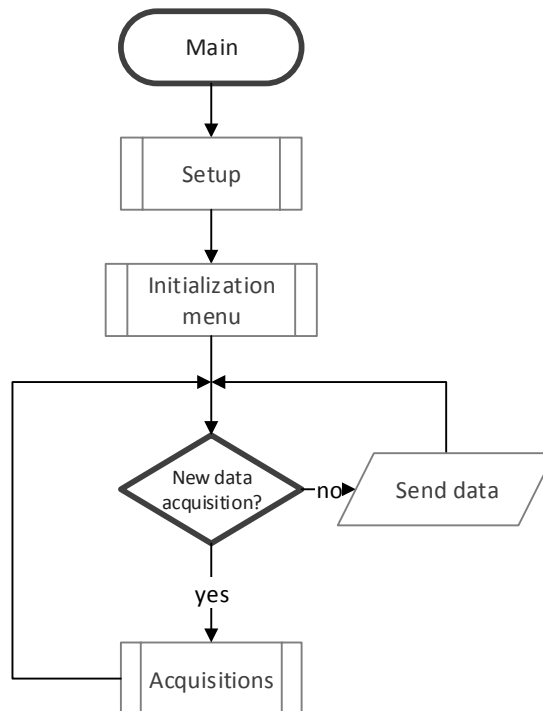 Main
Setup
Initialization
menu
New data
acquisition?
no
Send data
yes
Acquisitions